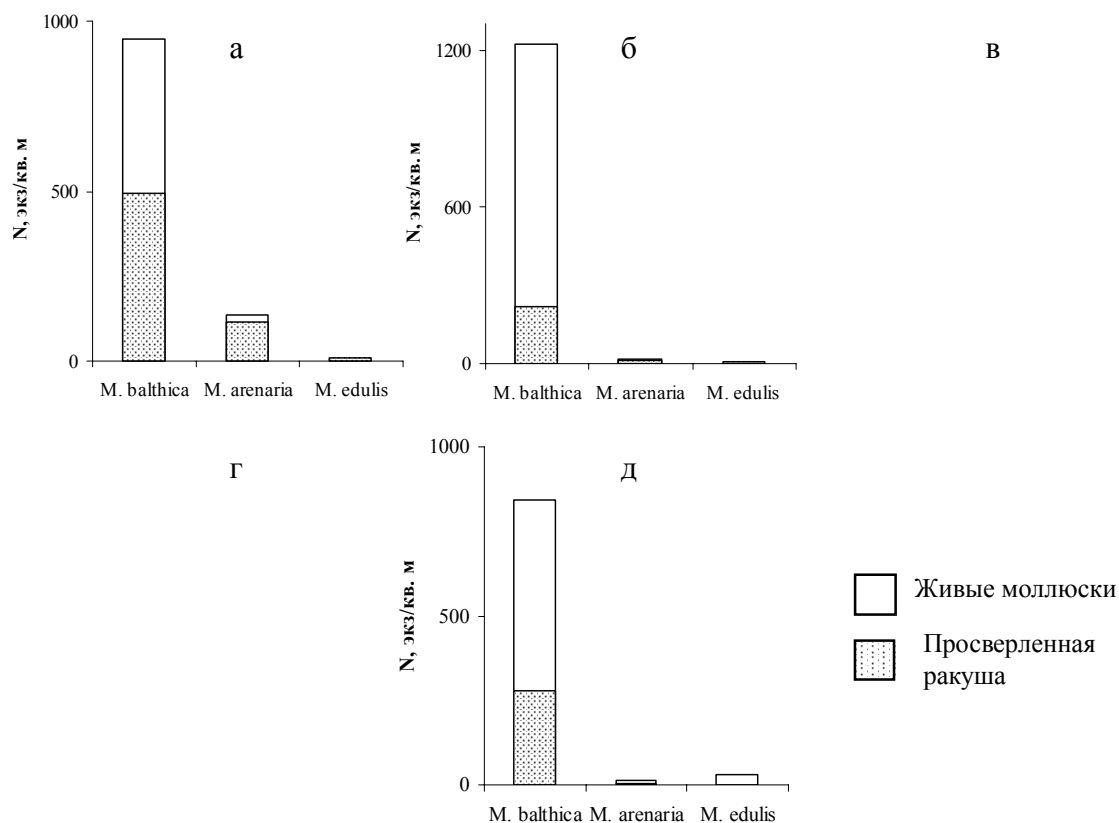 а
1000
500
0
N, экз/кв. м
M. balthica M. arenaria M. edulis
б
1200
600
0
N, экз/кв. м
M. balthica M. arenaria M. edulis
в
г
д
1000
500
0
N, экз/кв. м
M. balthica M. arenaria M. edulis
Живые моллюски
Просверленная
ракуша